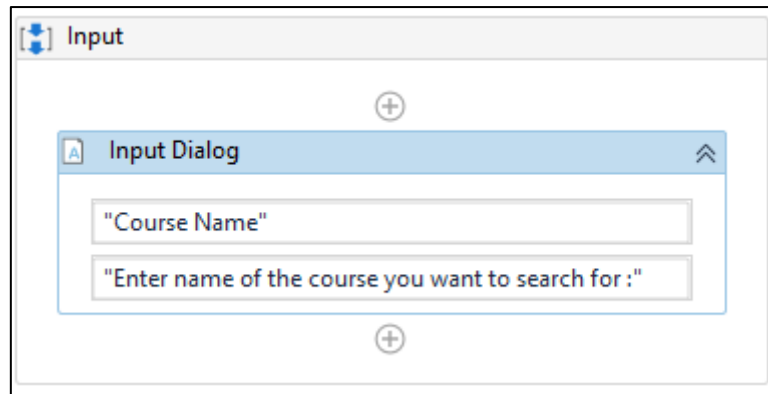 Input
Input Dialog
"Course Name"
"Enter name of the course you want to search for :"